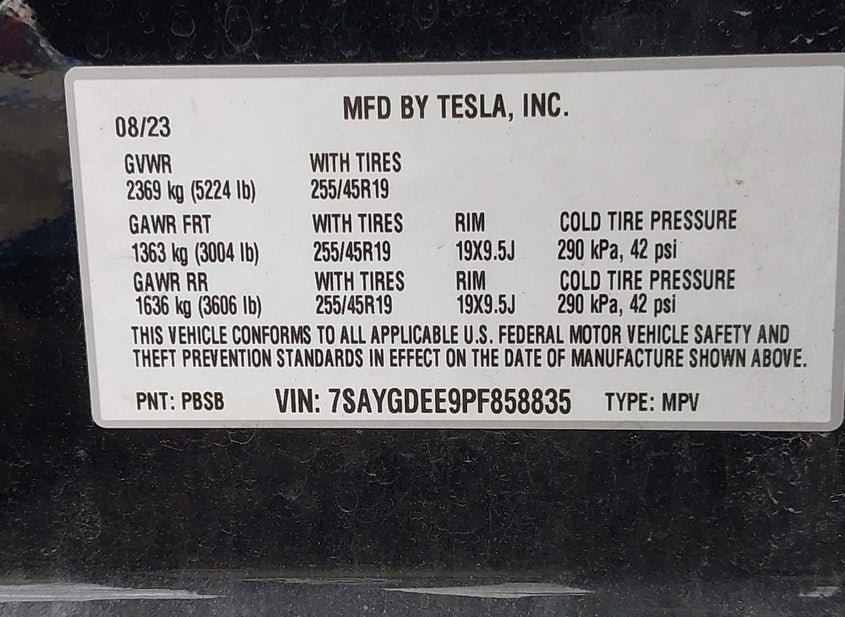 MFD BY TESLA, INC.
08/23
GVWR WITH TIRES
2369 kg (5224 lb) 255/45R19
GAWR FRT WITH TIRES RIM COLD TIRE PRESSURE
1363 kg (3004 lb) 255/45R19 19X9.5J 290 kPa, 42 psi
GAWR RR WITH TIRES RIM COLD TIRE PRESSURE
1636 kg (3606 lb) 255/45R19 19X9.5J 290 kPa, 42 psi
THIS VEHICLE CONFORMS TO ALL APPLICABLE U.S. FEDERAL MOTOR VEHICLE SAFETY AND
THEFT PREVENTION STANDARDS IN EFFECT ON THE DATE OF MANUFACTURE SHOWN ABOVE.
PNT: PBSB VIN: 7SAYGDEE9PF858835 TYPE: MPV